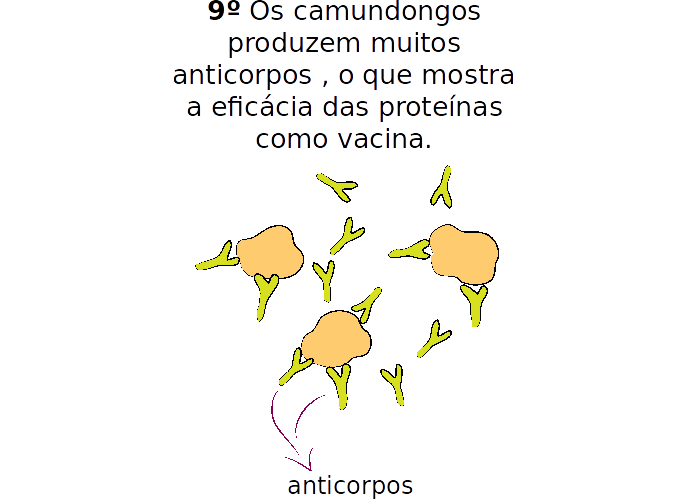 9º Os camundongos
produzem muitos
anticorpos , o que mostra
a eficácia das proteínas
como vacina.
anticorpos